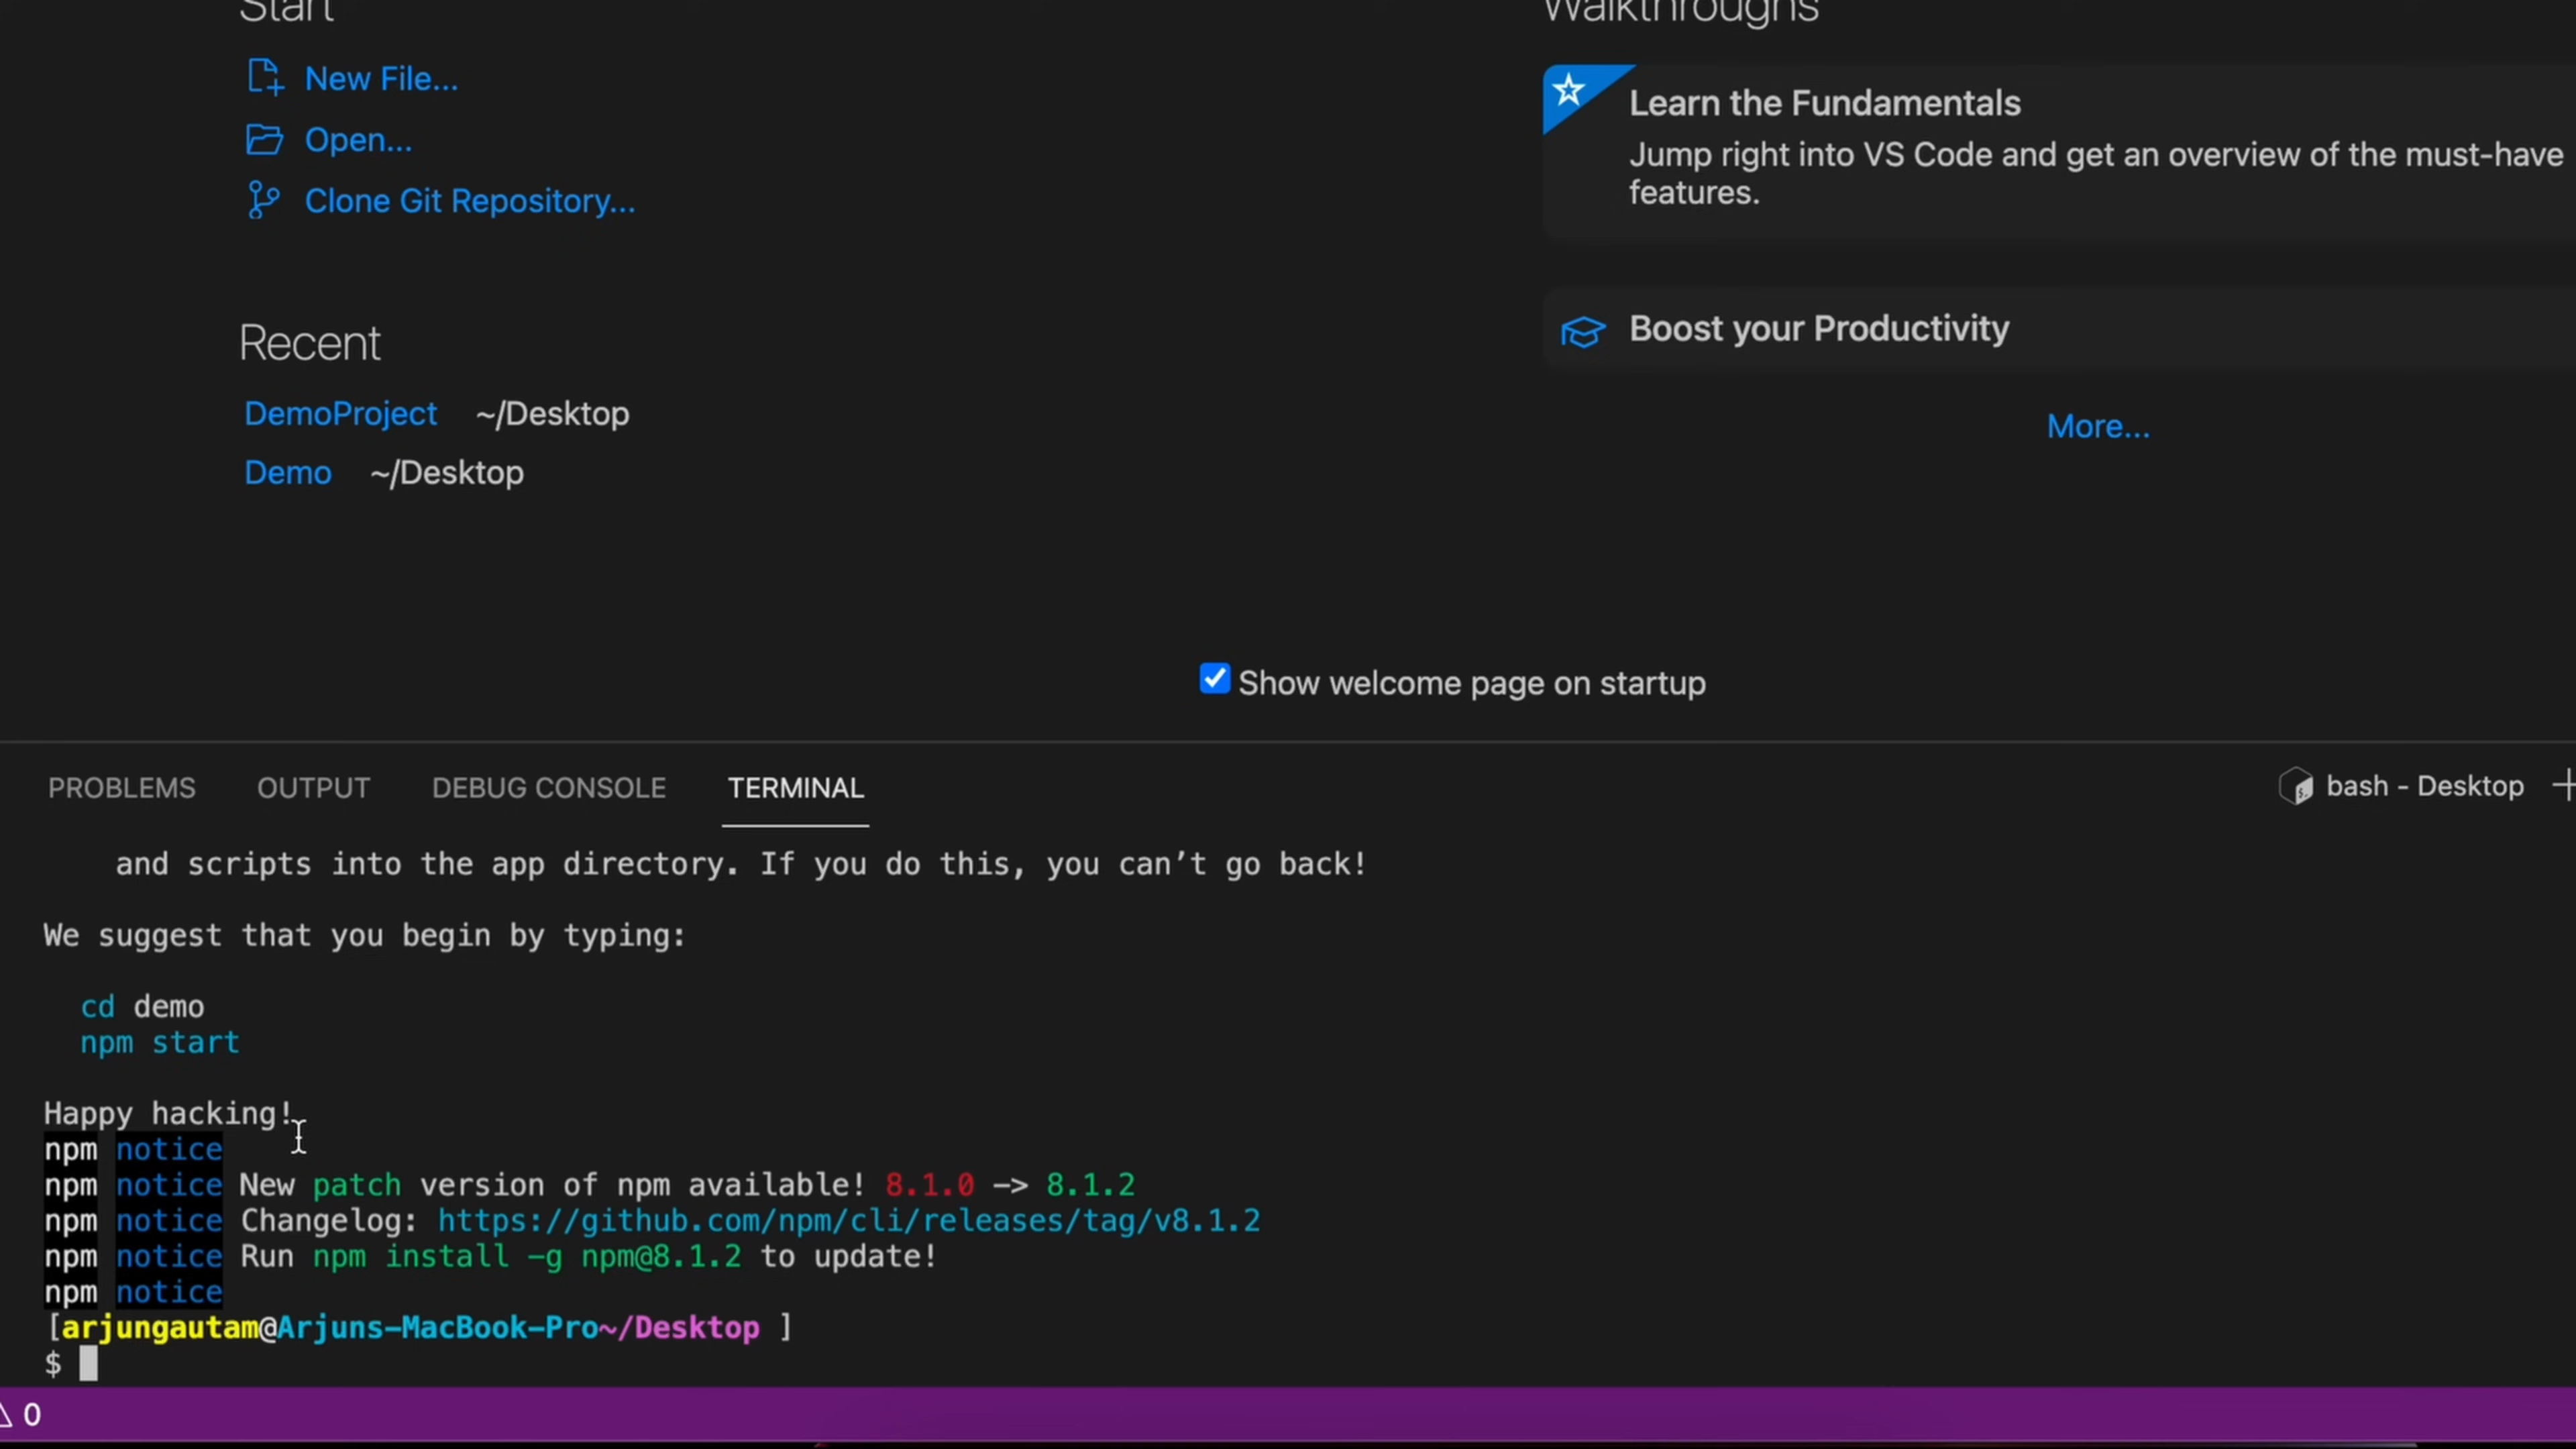 Start
New File...
Open...
Clone Git Repository...
Recent
DemoProject ~/Desktop
Demo ~/Desktop
Walkthroughs
Learn the Fundamentals
Jump right into VS Code and get an overview of the must-have
features.
Boost your Productivity
More...
Show welcome page on startup
PROBLEMS OUTPUT DEBUG CONSOLE TERMINAL
bash - Desktop
and scripts into the app directory. If you do this, you can’t go back!
We suggest that you begin by typing:
cd demo
npm start
Happy hacking!
npm notice
npm notice New patch version of npm available! 8.1.0 -> 8.1.2
npm notice Changelog: https://github.com/npm/cli/releases/tag/v8.1.2
npm notice Run npm install -g npm@8.1.2 to update!
npm notice
[arjungautam@Arjuns-MacBook-Pro~/Desktop ]
$
0